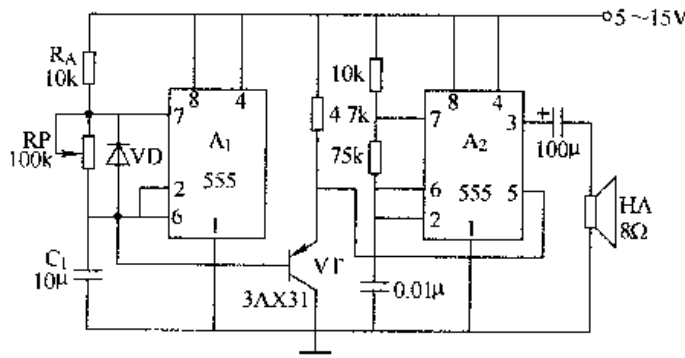 5~15V
R_A
10k
RP
100k
VD
8
4
7
A₁
2
555
6
1
C₁
10μ
4 7k
VT
3AX31
10k
75k
8
4
7
3
A₂
6
555
5
2
1
0.01μ
+
100μ
HA
8Ω